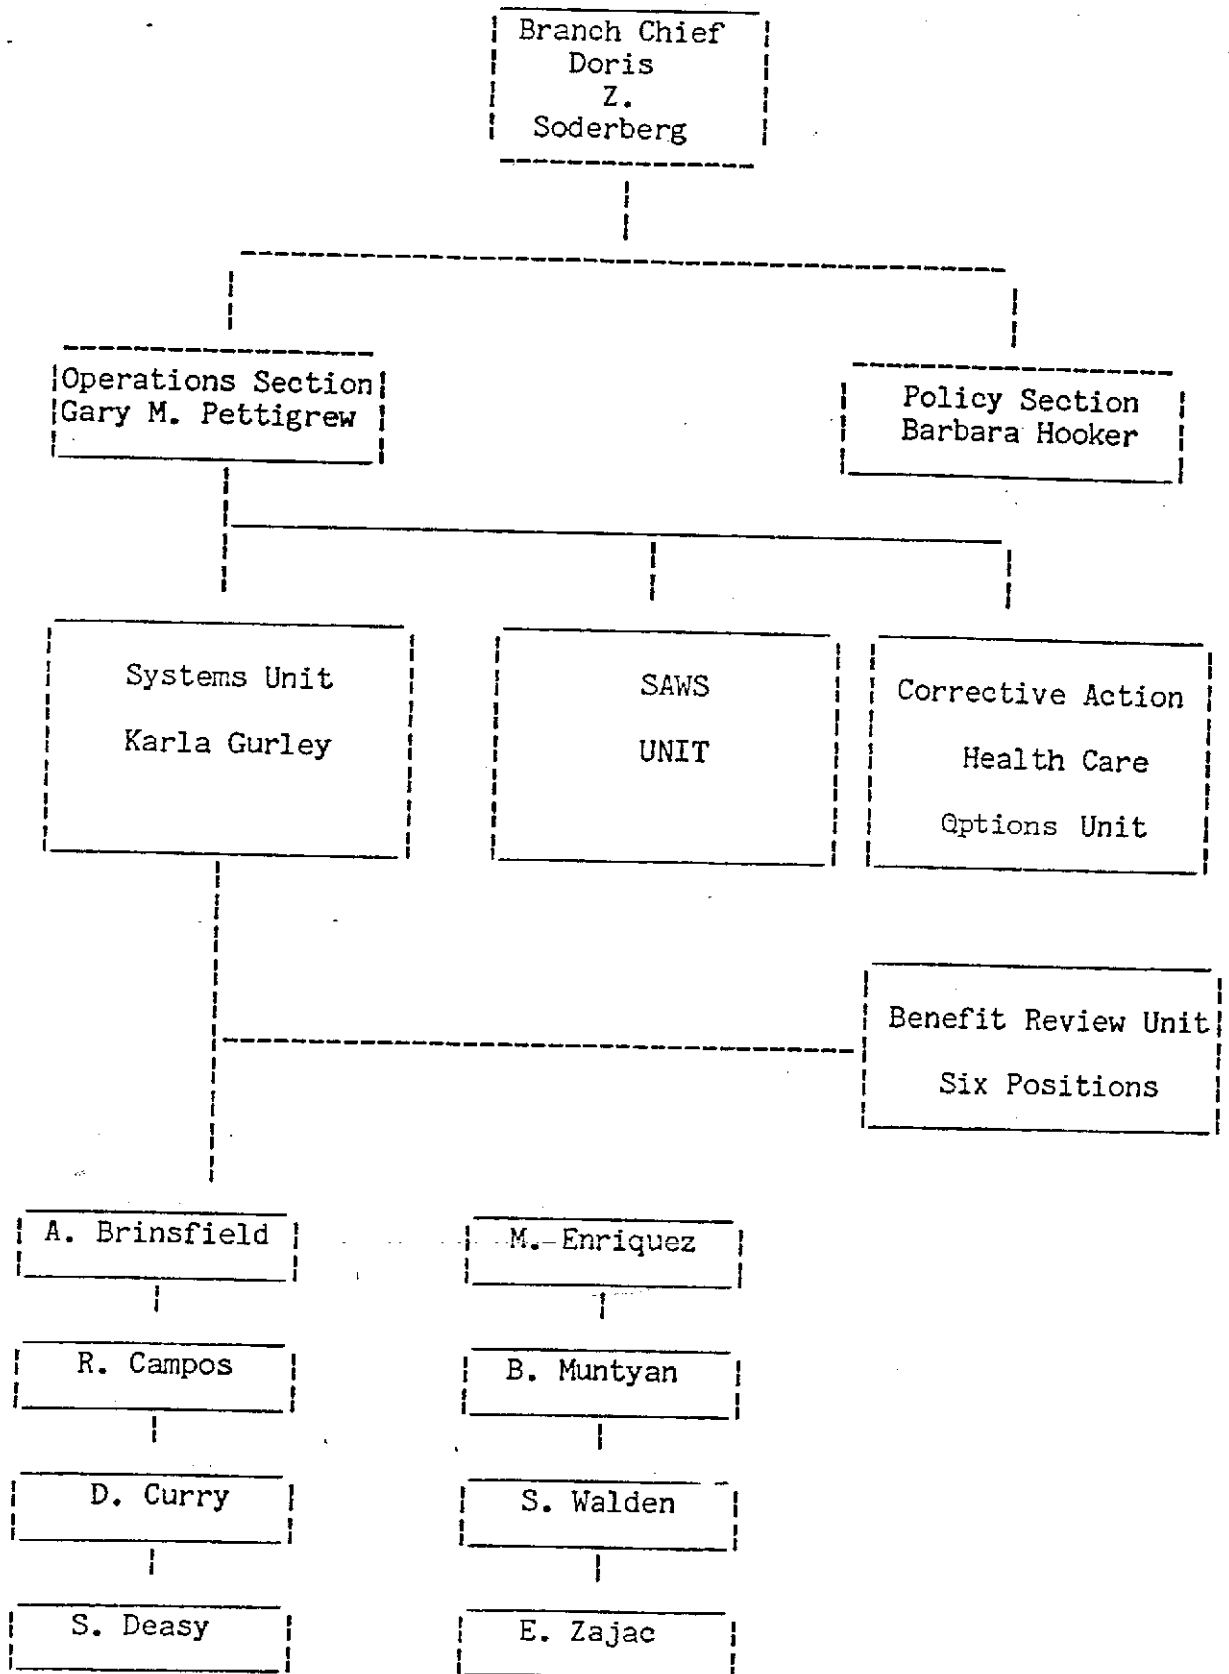 Branch Chief
Doris
Z.
Soderberg
Operations Section
Gary M. Pettigrew
Policy Section
Barbara Hooker
Systems Unit
Karla Gurley
SAWS
UNIT
Corrective Action
Health Care
Options Unit
Benefit Review Unit
Six Positions
A. Brinsfield
M. Enriquez
R. Campos
B. Muntyan
D. Curry
S. Walden
S. Deasy
E. Zajac